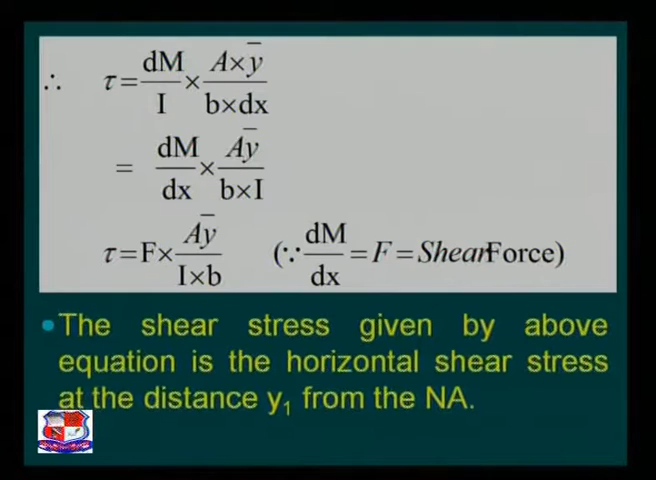 ∴ τ = dM/I × A×ȳ/b×dx
= dM/dx × Aȳ/b×I
τ = F× Aȳ/I×b (∵ dM/dx = F = ShearForce)
• The shear stress given by above
equation is the horizontal shear stress
at the distance y₁ from the NA.